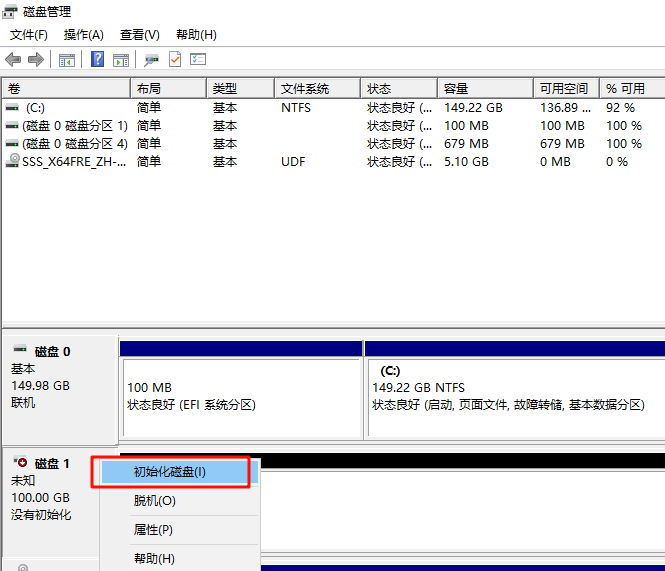 磁盘管理
文件(F) 操作(A) 查看(V) 帮助(H)
卷 布局 类型 文件系统 状态 容量 可用空间 % 可用
(C:) 简单 基本 NTFS 状态良好 (... 149.22 GB 136.89 ... 92 %
(磁盘 0 磁盘分区 1) 简单 基本 状态良好 (... 100 MB 100 MB 100 %
(磁盘 0 磁盘分区 4) 简单 基本 状态良好 (... 679 MB 679 MB 100 %
SSS_X64FRE_ZH-... 简单 基本 UDF 状态良好 (... 5.10 GB 0 MB 0 %
磁盘 0
基本
149.98 GB
联机
100 MB
状态良好 (EFI 系统分区)
(C:)
149.22 GB NTFS
状态良好 (启动, 页面文件, 故障转储, 基本数据分区)
磁盘 1
未知
100.00 GB
没有初始化
初始化磁盘(I)
脱机(O)
属性(P)
帮助(H)